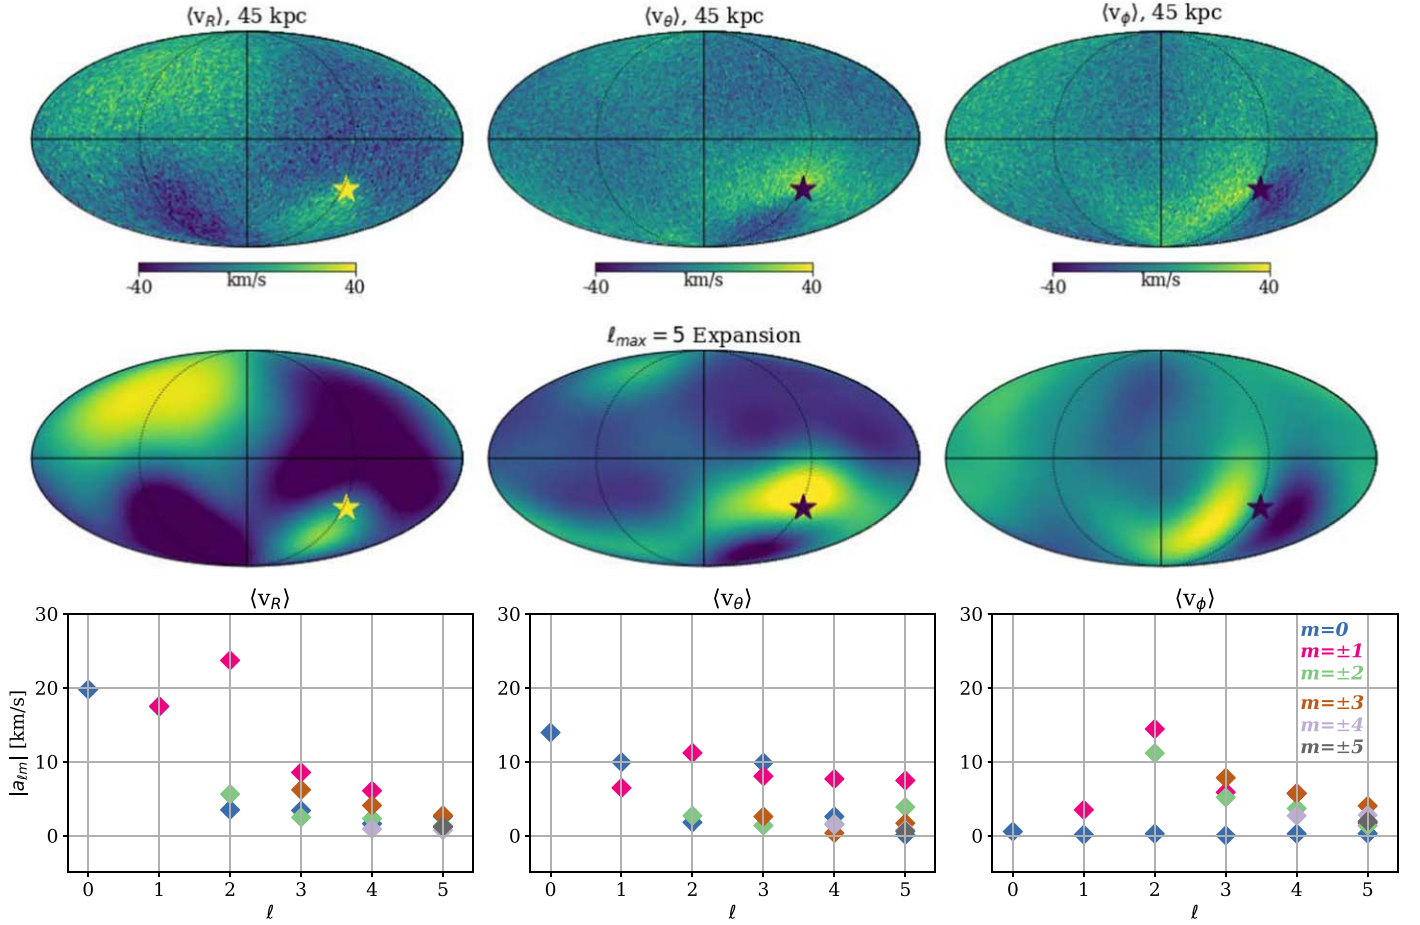 ⟨v_R⟩, 45 kpc
⟨v_θ⟩, 45 kpc
⟨v_ϕ⟩, 45 kpc
-40 km/s 40
-40 km/s 40
-40 km/s 40
ℓ_max = 5 Expansion
⟨v_R⟩
⟨v_θ⟩
⟨v_ϕ⟩
|a_ℓm| [km/s]
30
20
10
0
0 1 2 3 4 5
ℓ
30
20
10
0
0 1 2 3 4 5
ℓ
30
20
10
0
m=0
m=±1
m=±2
m=±3
m=±4
m=±5
0 1 2 3 4 5
ℓ